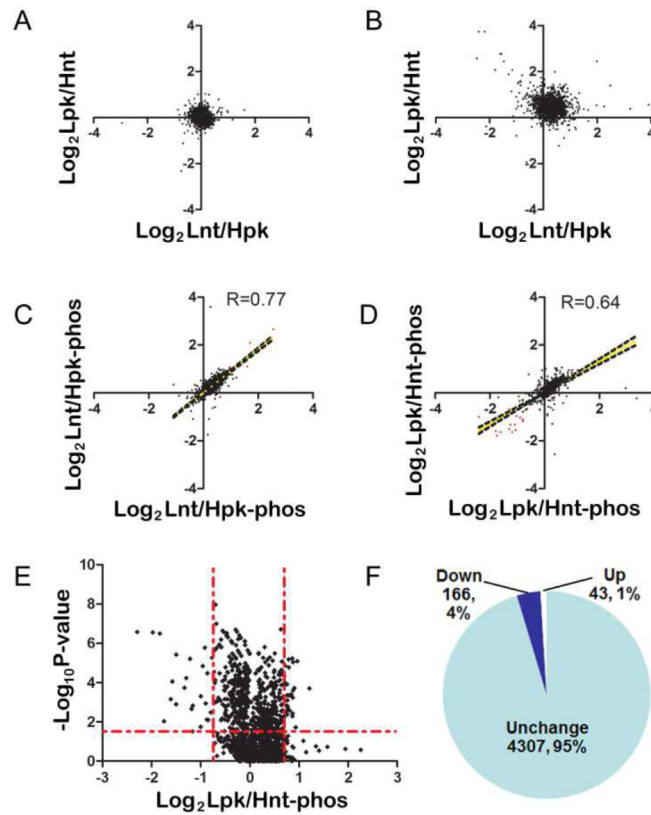 A
Log2Lpk/Hnt
4
2
-4 -2 0 2 4
-2
-4
Log2Lnt/Hpk
B
Log2Lpk/Hnt
4
2
-4 -2 0 2 4
-2
-4
Log2Lnt/Hpk
C
R=0.77
Log2Lnt/Hpk-phos
4
2
-4 -2 0 2 4
-2
-4
Log2Lnt/Hpk-phos
D
R=0.64
Log2Lpk/Hnt-phos
4
2
-4 -2 0 2 4
-2
-4
Log2Lpk/Hnt-phos
E
-Log10P-value
10
8
6
4
2
0
-3 -2 -1 0 1 2 3
Log2Lpk/Hnt-phos
F
Down
166,
4%
Up
43, 1%
Unchange
4307, 95%